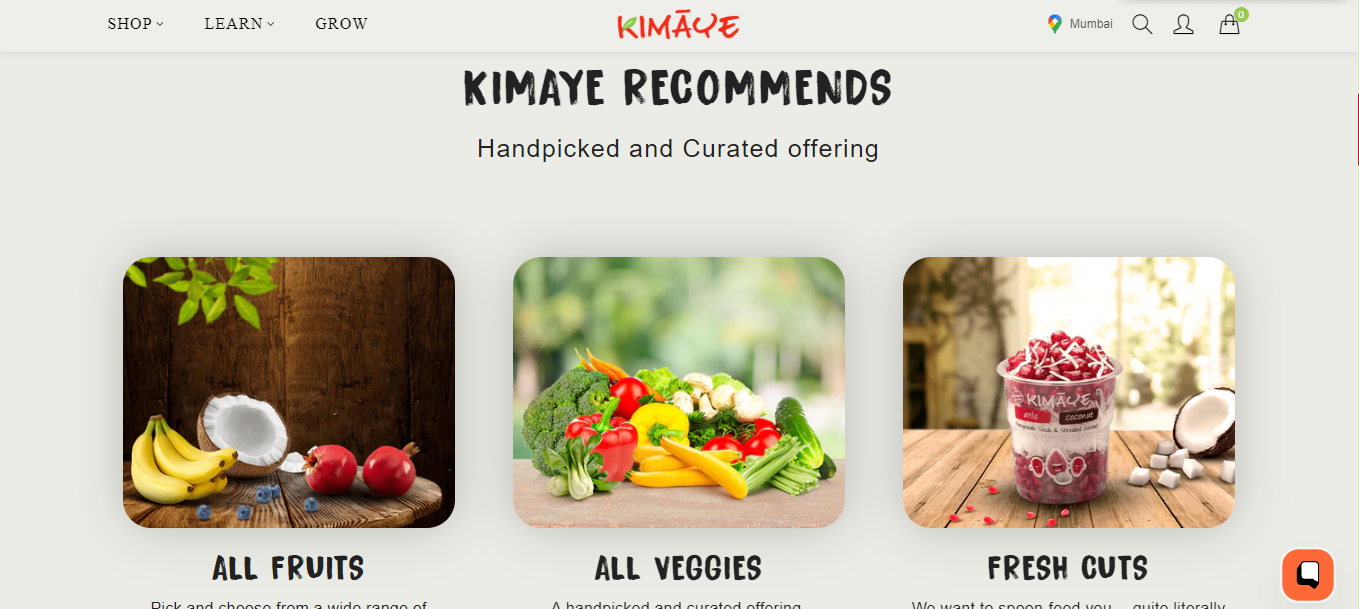 SHOP LEARN GROW KIMĀYE Mumbai 0
KIMAYE RECOMMENDS
Handpicked and Curated offering
KIMĀYE
arils coconut
ALL FRUITS ALL VEGGIES FRESH CUTS
Pick and choose from a wide range of A handpicked and curated offering We want to spoon-feed you... quite literally